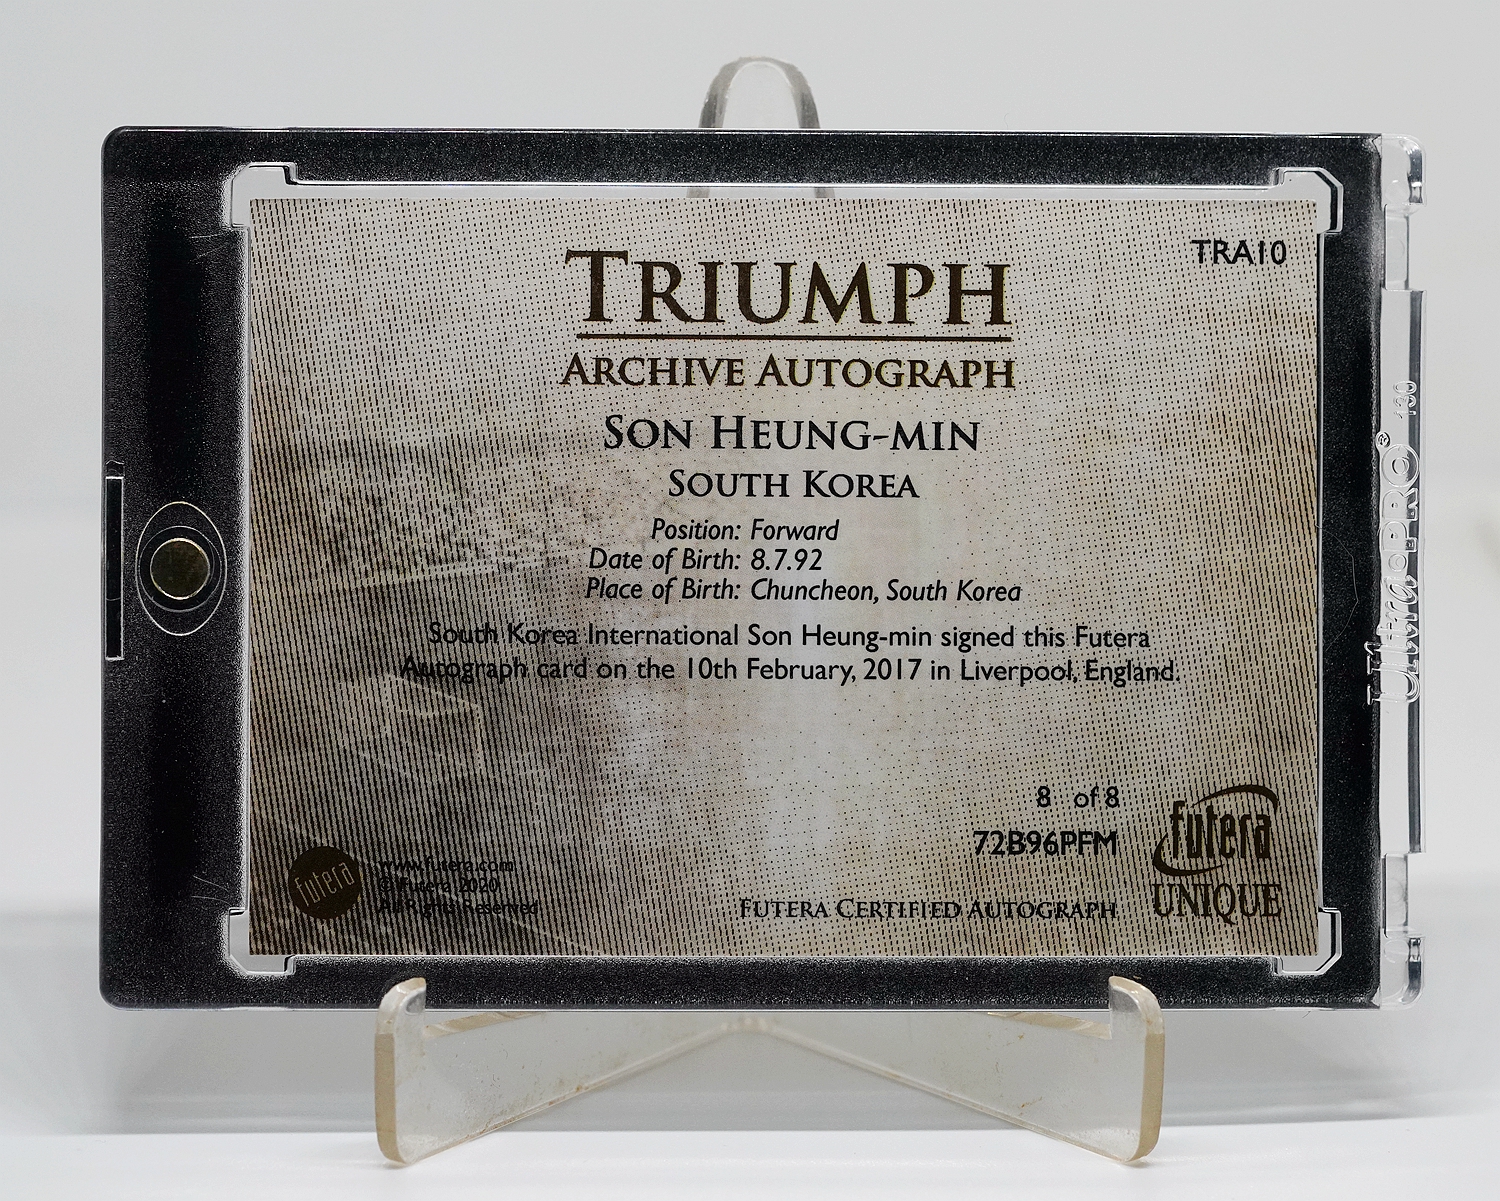 TRA10
TRIUMPH
ARCHIVE AUTOGRAPH
SON HEUNG-MIN
SOUTH KOREA
Position: Forward
Date of Birth: 8.7.92
Place of Birth: Chuncheon, South Korea
South Korea International Son Heung-min signed this Futera
Autograph card on the 10th February, 2017 in Liverpool, England.
8 of 8
72B96PFM
futera
UNIQUE
FUTERA CERTIFIED AUTOGRAPH
futera
www.futera.com
© Futera 2020
All Rights Reserved
Ultra•PRO® 130